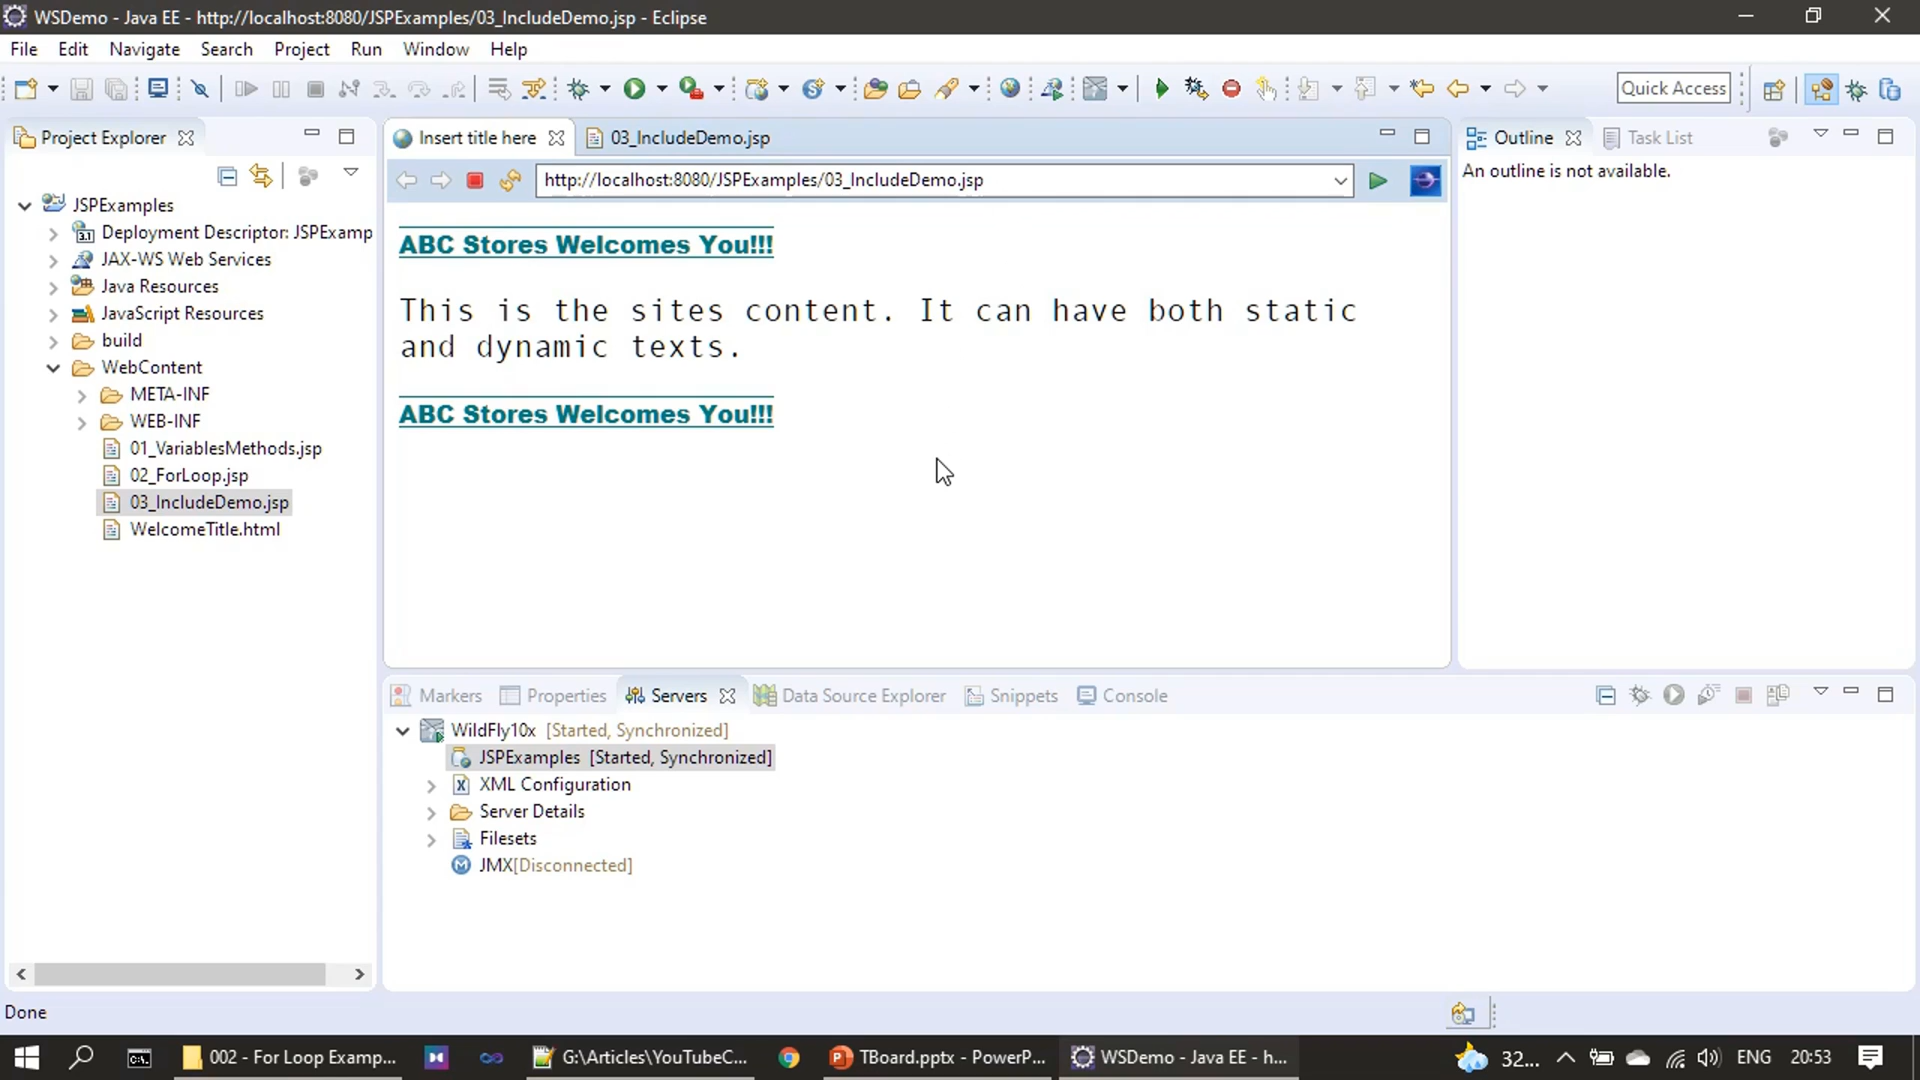 WSDemo - Java EE - http://localhost:8080/JSPExamples/03_IncludeDemo.jsp - Eclipse
File Edit Navigate Search Project Run Window Help
Quick Access
Project Explorer
Insert title here
03_IncludeDemo.jsp
Outline
Task List
http://localhost:8080/JSPExamples/03_IncludeDemo.jsp
An outline is not available.
JSPExamples
3.1 Deployment Descriptor: JSPExamp
JAX-WS Web Services
Java Resources
JavaScript Resources
build
WebContent
META-INF
WEB-INF
01_VariablesMethods.jsp
02_ForLoop.jsp
03_IncludeDemo.jsp
WelcomeTitle.html
ABC Stores Welcomes You!!!
This is the sites content. It can have both static
and dynamic texts.
ABC Stores Welcomes You!!!
Markers Properties Servers Data Source Explorer Snippets Console
WildFly10x [Started, Synchronized]
JSPExamples [Started, Synchronized]
X XML Configuration
Server Details
Filesets
M JMX[Disconnected]
Done
002 - For Loop Examp... G:\Articles\YouTubeC... TBoard.pptx - PowerP... WSDemo - Java EE - h... 32... ENG 20:53